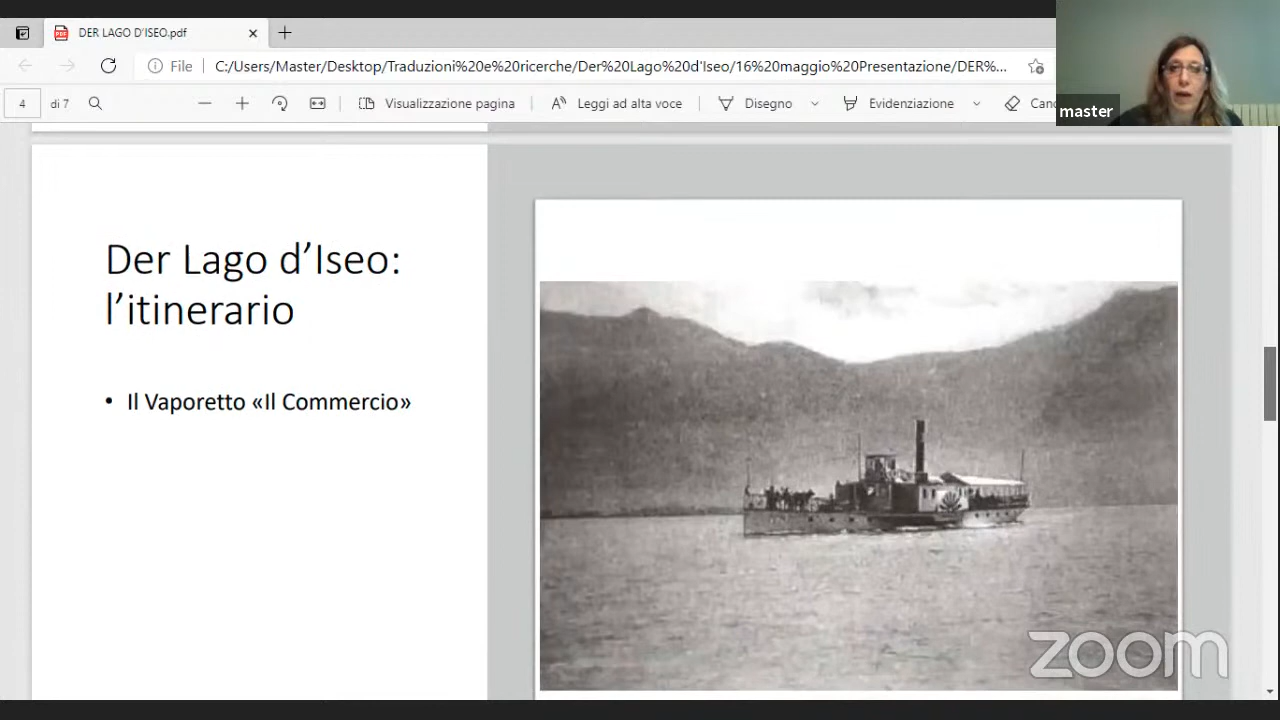 DER LAGO D'ISEO.pdf
File
C:/Users/Master/Desktop/Traduzioni%20e%20ricerche/Der%20Lago%20d'Iseo/16%20maggio%20Presentazione/DER%...
4 di 7
Visualizzazione pagina
Leggi ad alta voce
Disegno
Evidenziazione
master
Der Lago d’Iseo:
l’itinerario
• Il Vaporetto «Il Commercio»
zoom